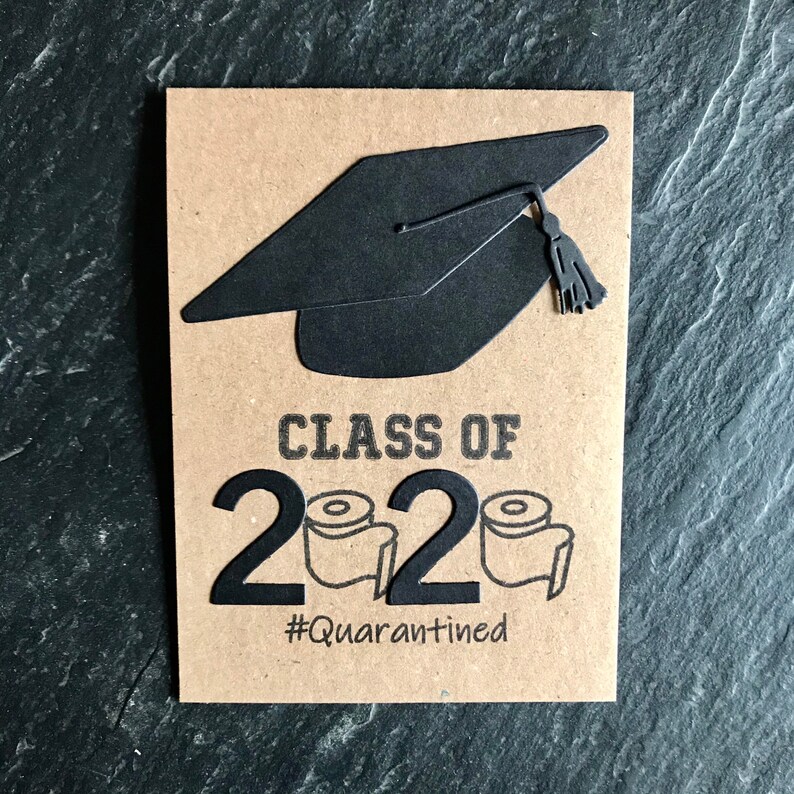 CLASS OF
2020
#Quarantined